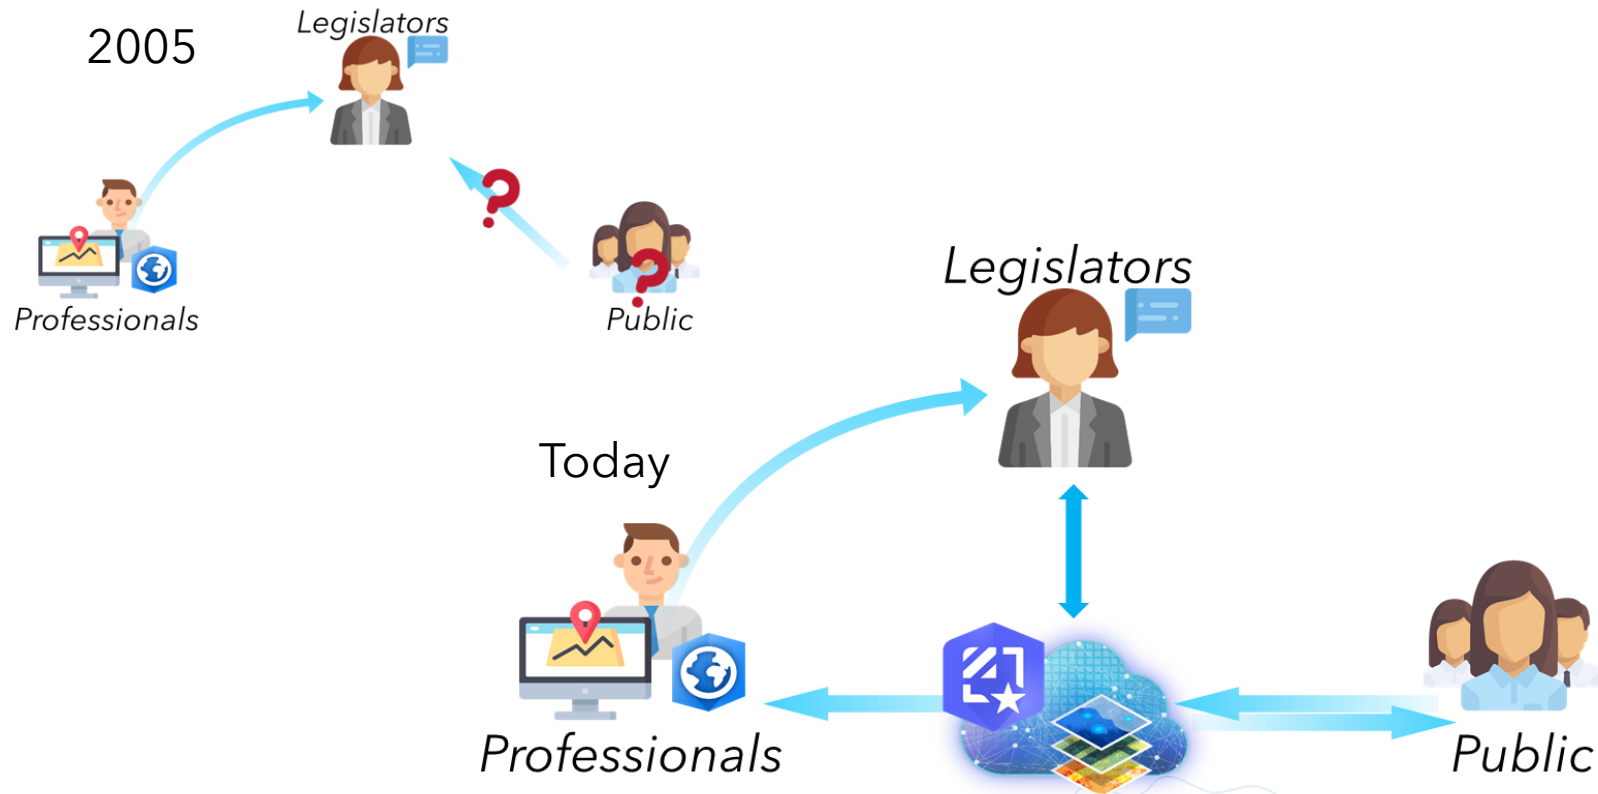 2005
Legislators
?
?
Professionals
Public
Legislators
Today
Professionals
Public